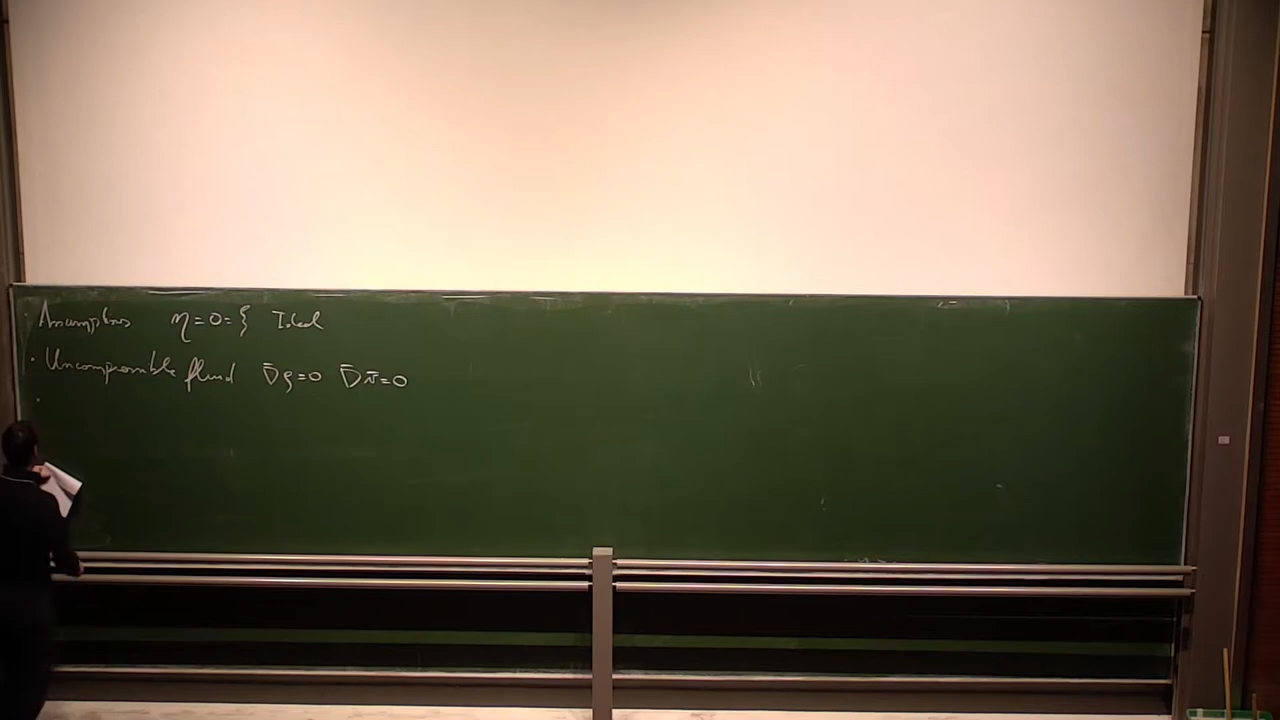 Assumptions η=0=ξ Ideal
· Uncompressible fluid ∇̄ρ=0 ∇̄v̄=0
·